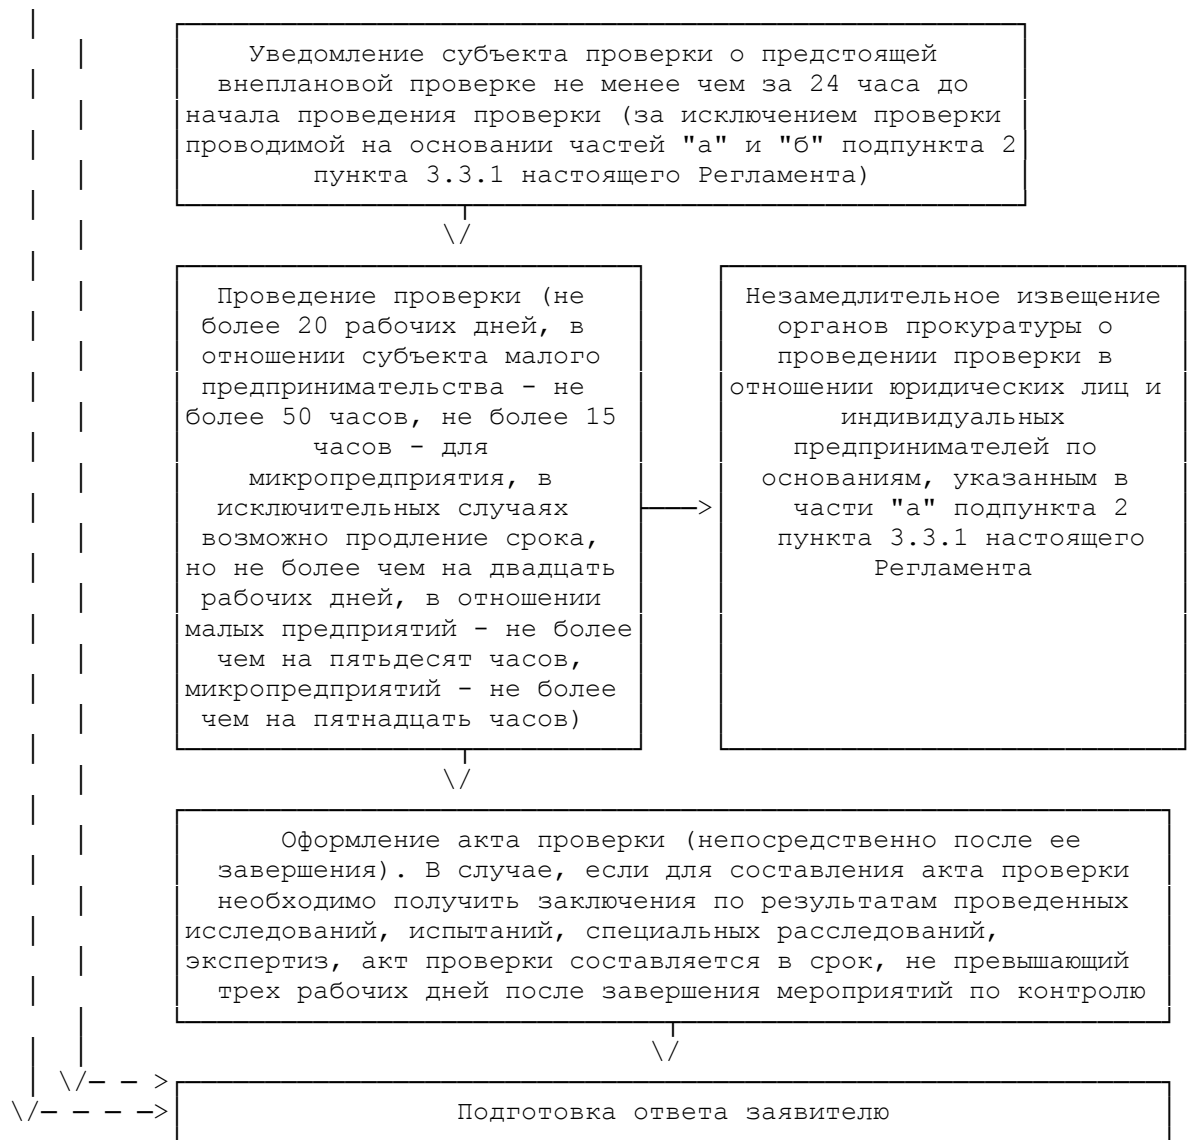 Уведомление субъекта проверки о предстоящей
внеплановой проверке не менее чем за 24 часа до
начала проведения проверки (за исключением проверки
проводимой на основании частей "а" и "б" подпункта 2
пункта 3.3.1 настоящего Регламента)
Проведение проверки (не
более 20 рабочих дней, в
отношении субъекта малого
предпринимательства - не
более 50 часов, не более 15
часов - для
микропредприятия, в
исключительных случаях
возможно продление срока,
но не более чем на двадцать
рабочих дней, в отношении
малых предприятий - не более
чем на пятьдесят часов,
микропредприятий - не более
чем на пятнадцать часов)
Незамедлительное извещение
органов прокуратуры о
проведении проверки в
отношении юридических лиц и
индивидуальных
предпринимателей по
основаниям, указанным в
части "а" подпункта 2
пункта 3.3.1 настоящего
Регламента
Оформление акта проверки (непосредственно после ее
завершения). В случае, если для составления акта проверки
необходимо получить заключения по результатам проведенных
исследований, испытаний, специальных расследований,
экспертиз, акт проверки составляется в срок, не превышающий
трех рабочих дней после завершения мероприятий по контролю
Подготовка ответа заявителю